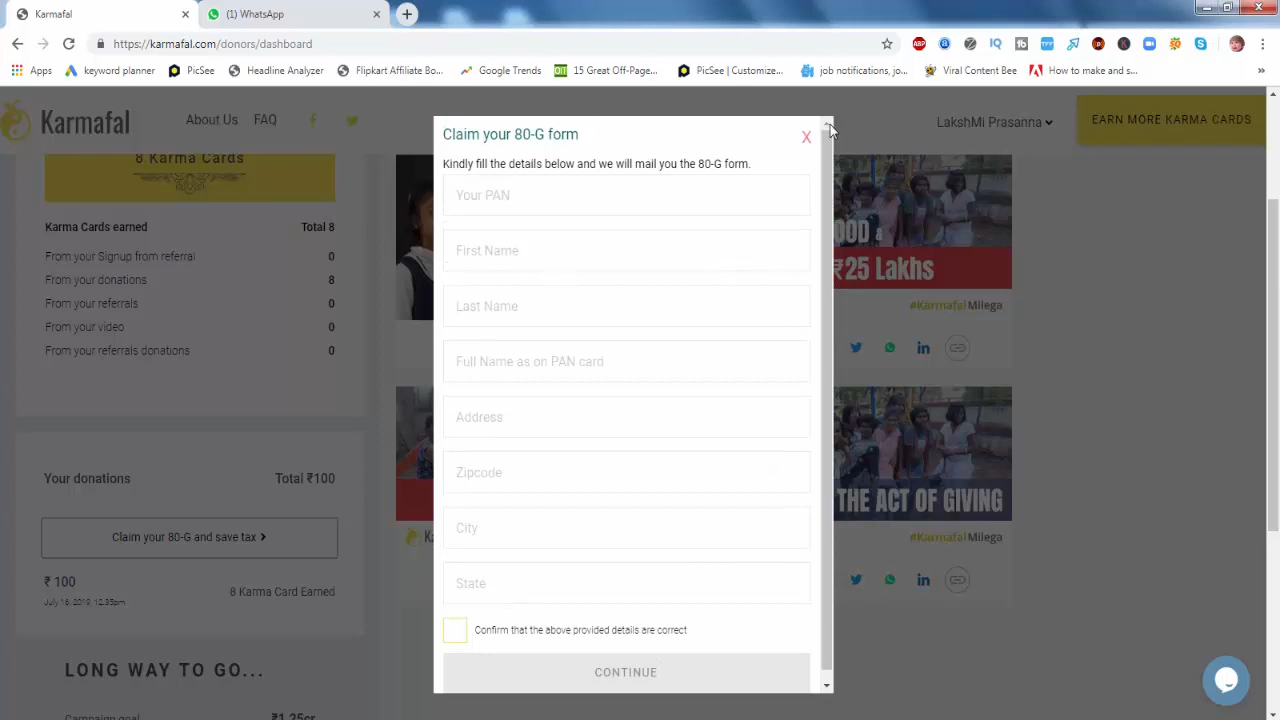 Karmafal
(1) WhatsApp
https://karmafal.com/donors/dashboard
Apps
keyword planner
PicSee
Headline Analyzer
Flipkart Affiliate Bo...
Google Trends
15 Great Off-Page...
PicSee | Customize...
job notifications, jo...
Viral Content Bee
How to make and s...
Karmafal
About Us
FAQ
LakshMi Prasanna
EARN MORE KARMA CARDS
8 Karma Cards
Karma Cards earned Total 8
From your Signup from referral 0
From your donations 8
From your referrals 0
From your video 0
From your referrals donations 0
Your donations Total ₹100
Claim your 80-G and save tax >
₹ 100
8 Karma Card Earned
July 16, 2019, 12.35pm
LONG WAY TO GO...
Campaign goal ₹1.25cr
Claim your 80-G form
X
Kindly fill the details below and we will mail you the 80-G form.
Your PAN
First Name
Last Name
Full Name as on PAN card
Address
Zipcode
City
State
Confirm that the above provided details are correct
CONTINUE
₹25 Lakhs
#KarmafalMilega
THE ACT OF GIVING
#KarmafalMilega